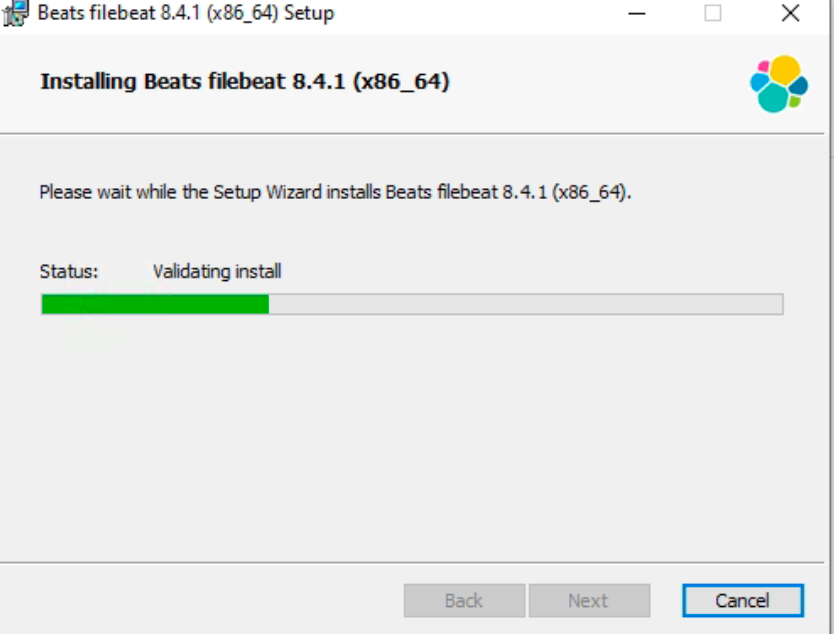 Beats filebeat 8.4.1 (x86_64) Setup
Installing Beats filebeat 8.4.1 (x86_64)
Please wait while the Setup Wizard installs Beats filebeat 8.4.1 (x86_64).
Status: Validating install
Back Next Cancel